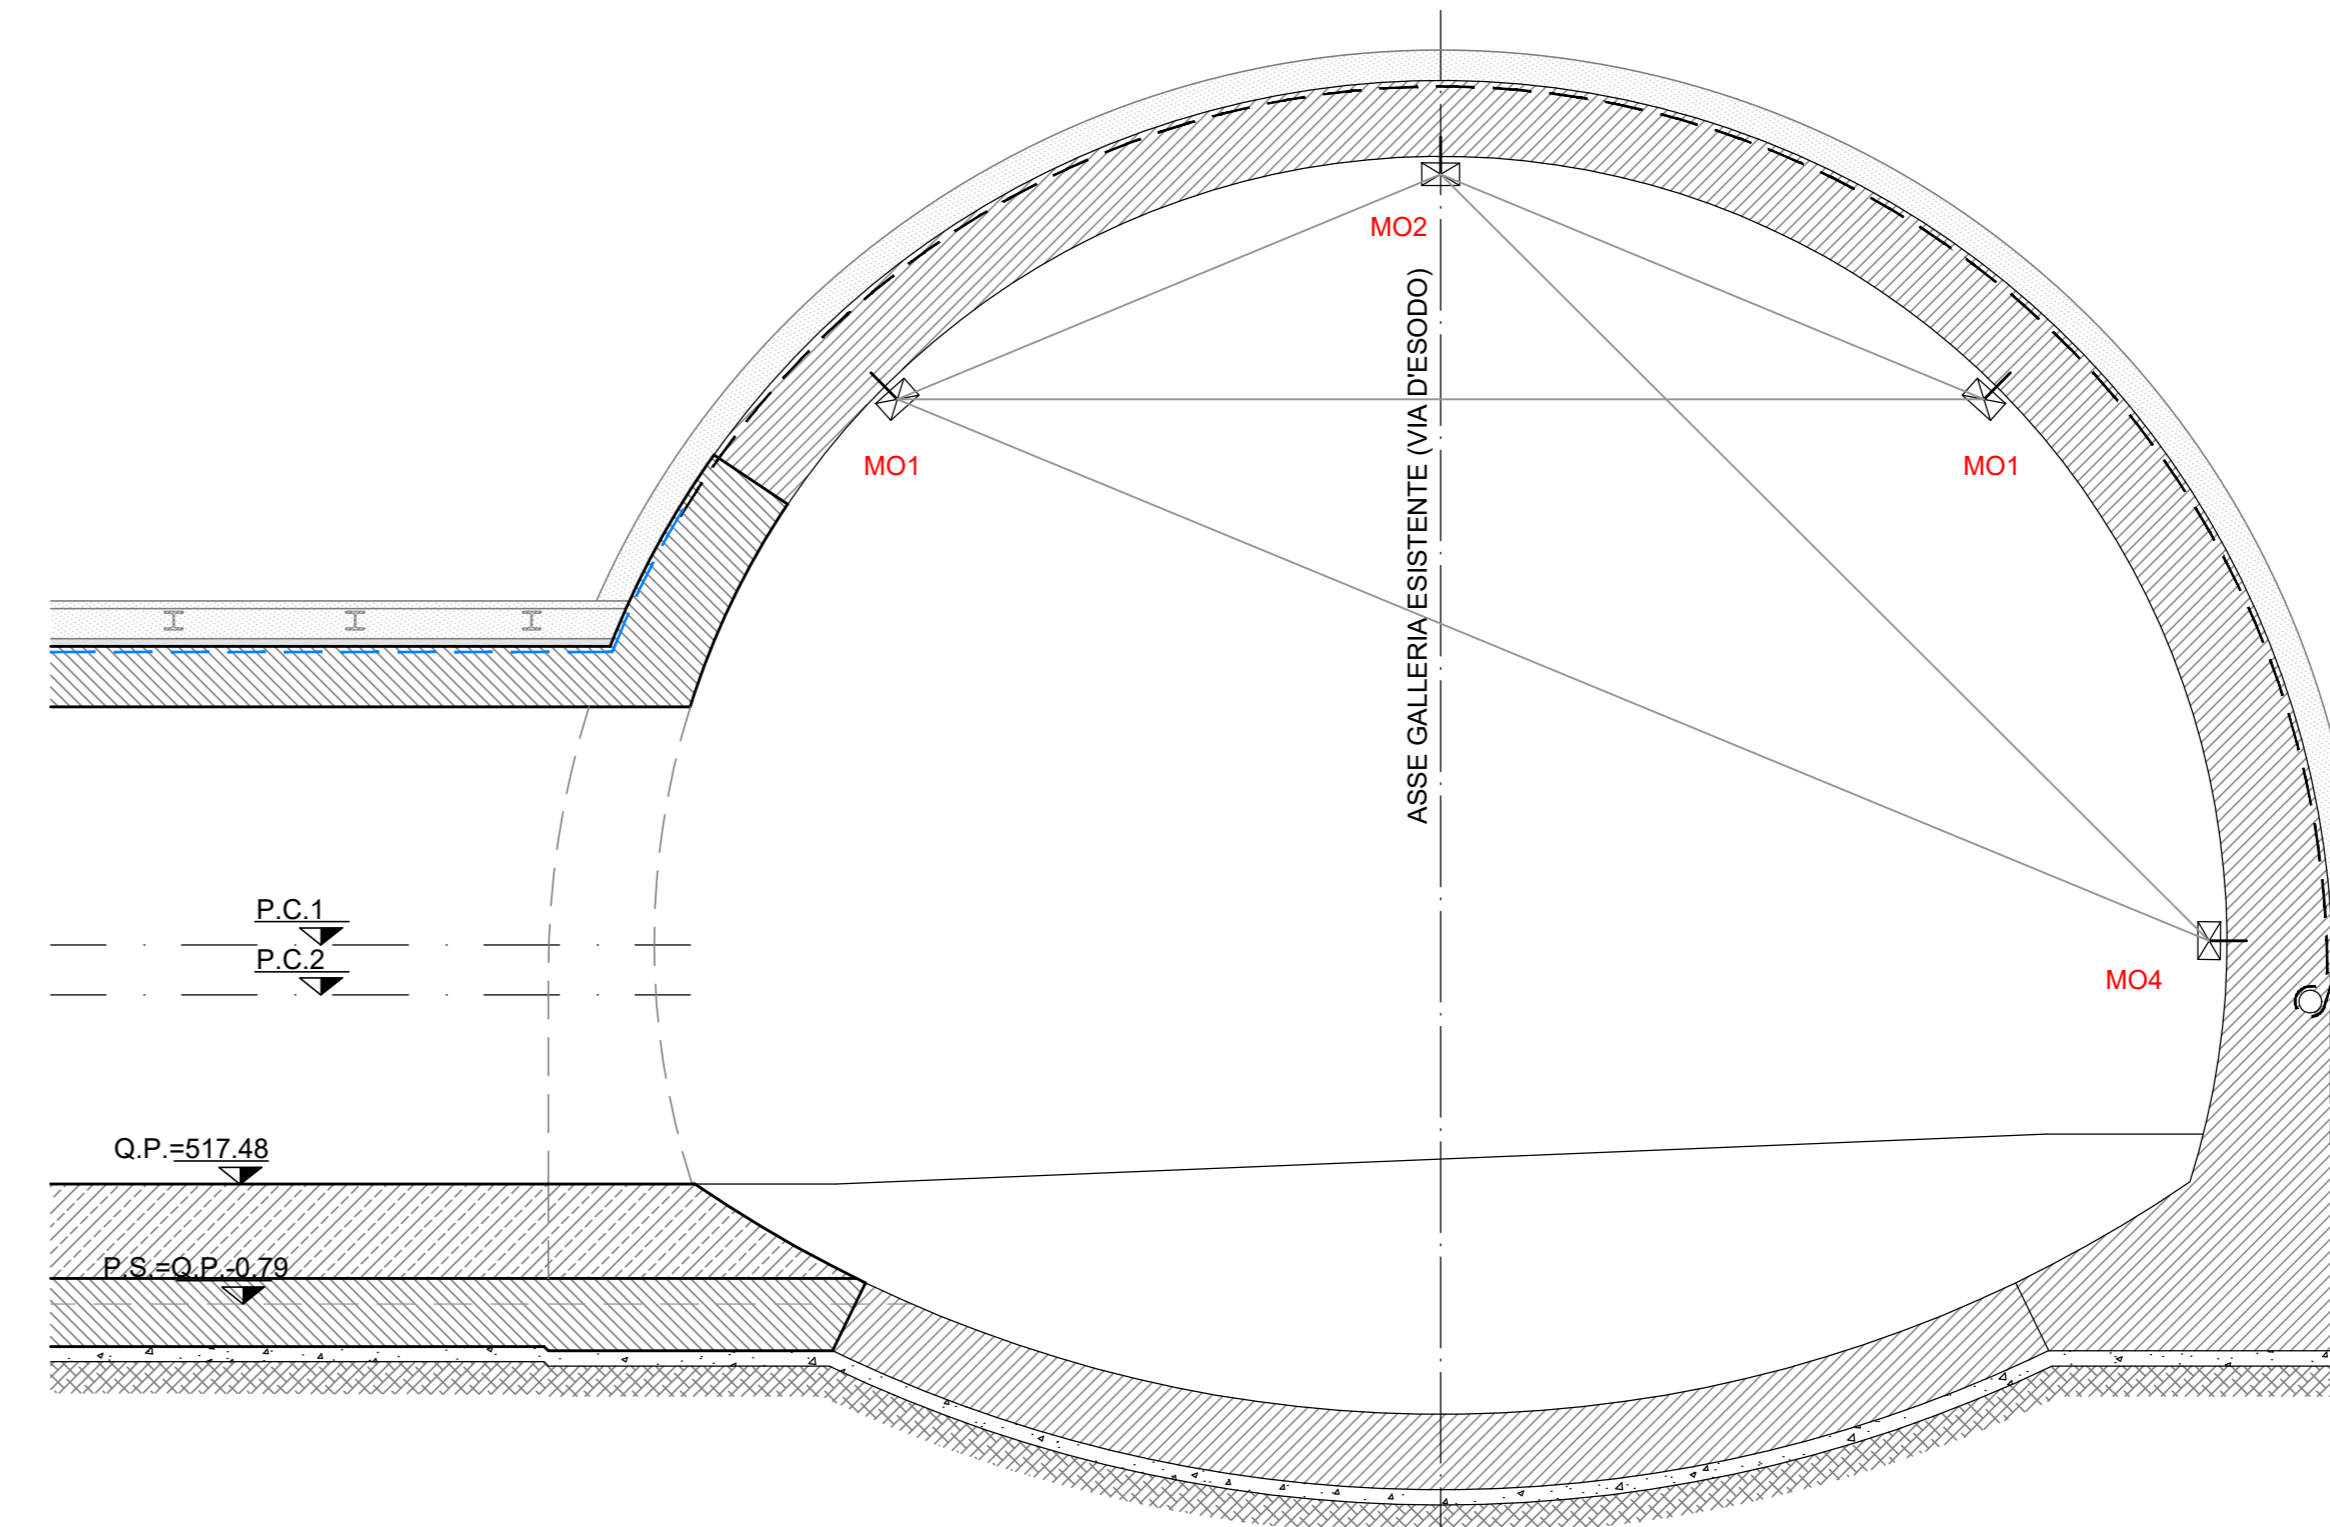 MO2
ASSE GALLERIA ESISTENTE (VIA D'ESODO)
MO1
MO1
P.C.1
P.C.2
MO4
Q.P.=517.48
P.S.=Q.P.-0.79